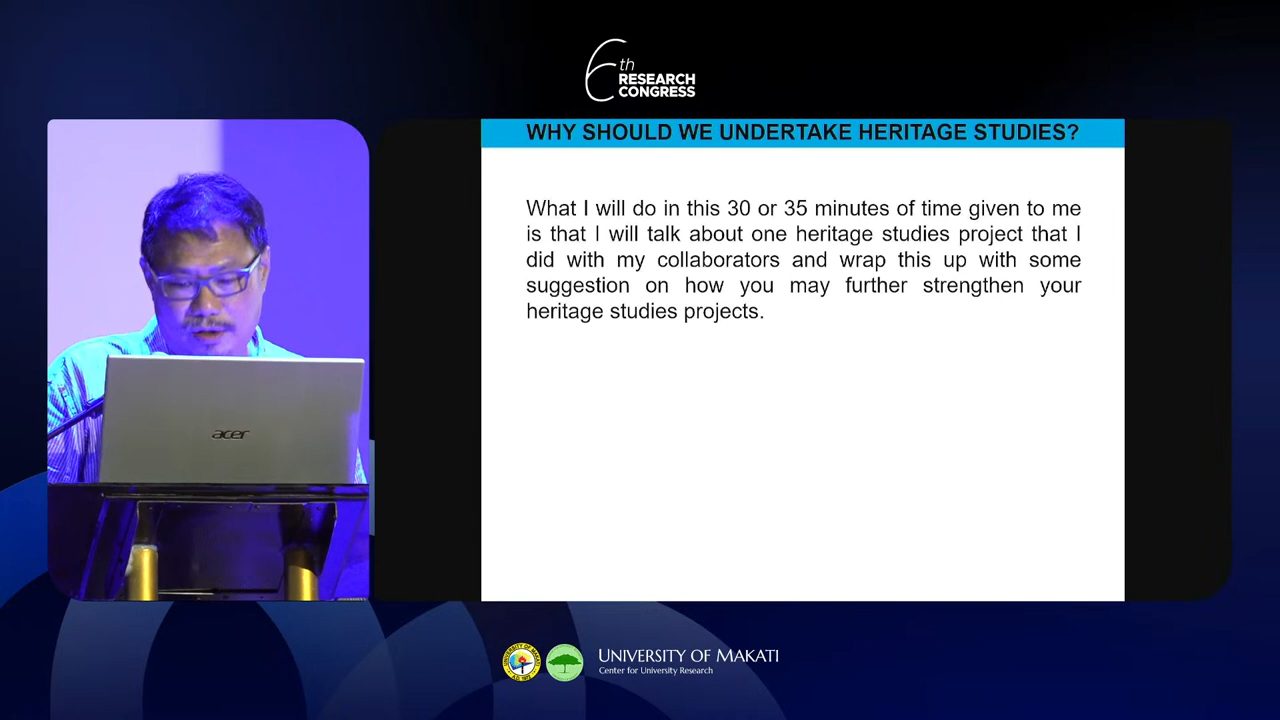 6th
RESEARCH
CONGRESS
WHY SHOULD WE UNDERTAKE HERITAGE STUDIES?
What I will do in this 30 or 35 minutes of time given to me
is that I will talk about one heritage studies project that I
did with my collaborators and wrap this up with some
suggestion on how you may further strengthen your
heritage studies projects.
acer
UNIVERSITY OF MAKATI
Center for University Research